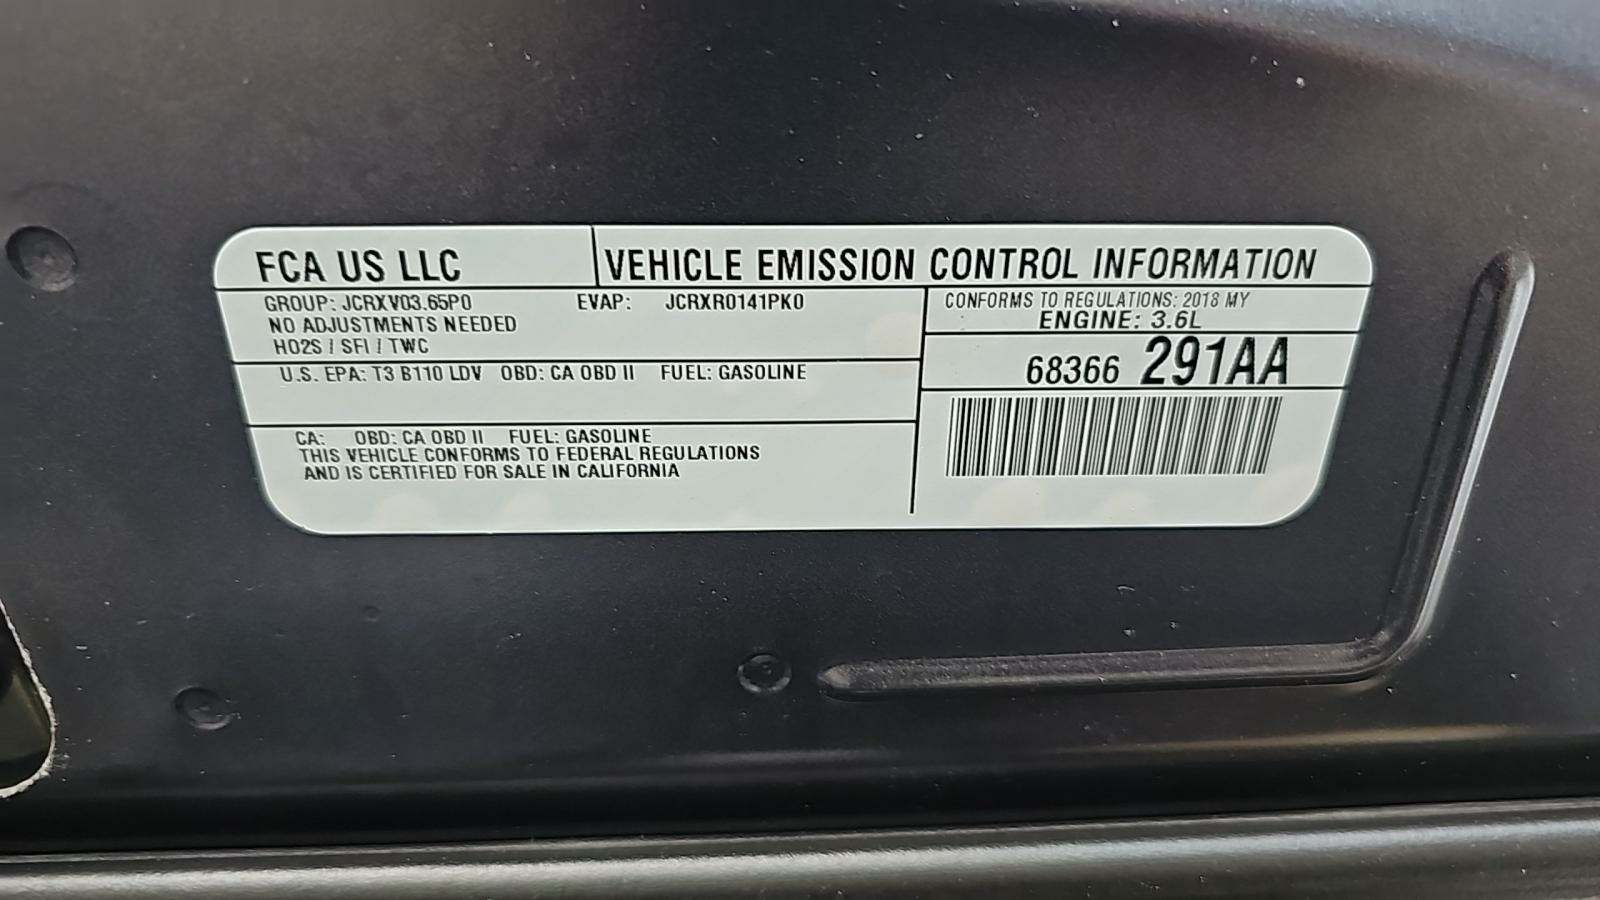 FCA US LLC
VEHICLE EMISSION CONTROL INFORMATION
GROUP: JCRXV03.65P0 EVAP: JCRXR0141PK0
NO ADJUSTMENTS NEEDED
HO2S / SFI / TWC
CONFORMS TO REGULATIONS: 2018 MY
ENGINE: 3.6L
68366 291AA
U.S. EPA: T3 B110 LDV OBD: CA OBD II FUEL: GASOLINE
CA: OBD: CA OBD II FUEL: GASOLINE
THIS VEHICLE CONFORMS TO FEDERAL REGULATIONS
AND IS CERTIFIED FOR SALE IN CALIFORNIA